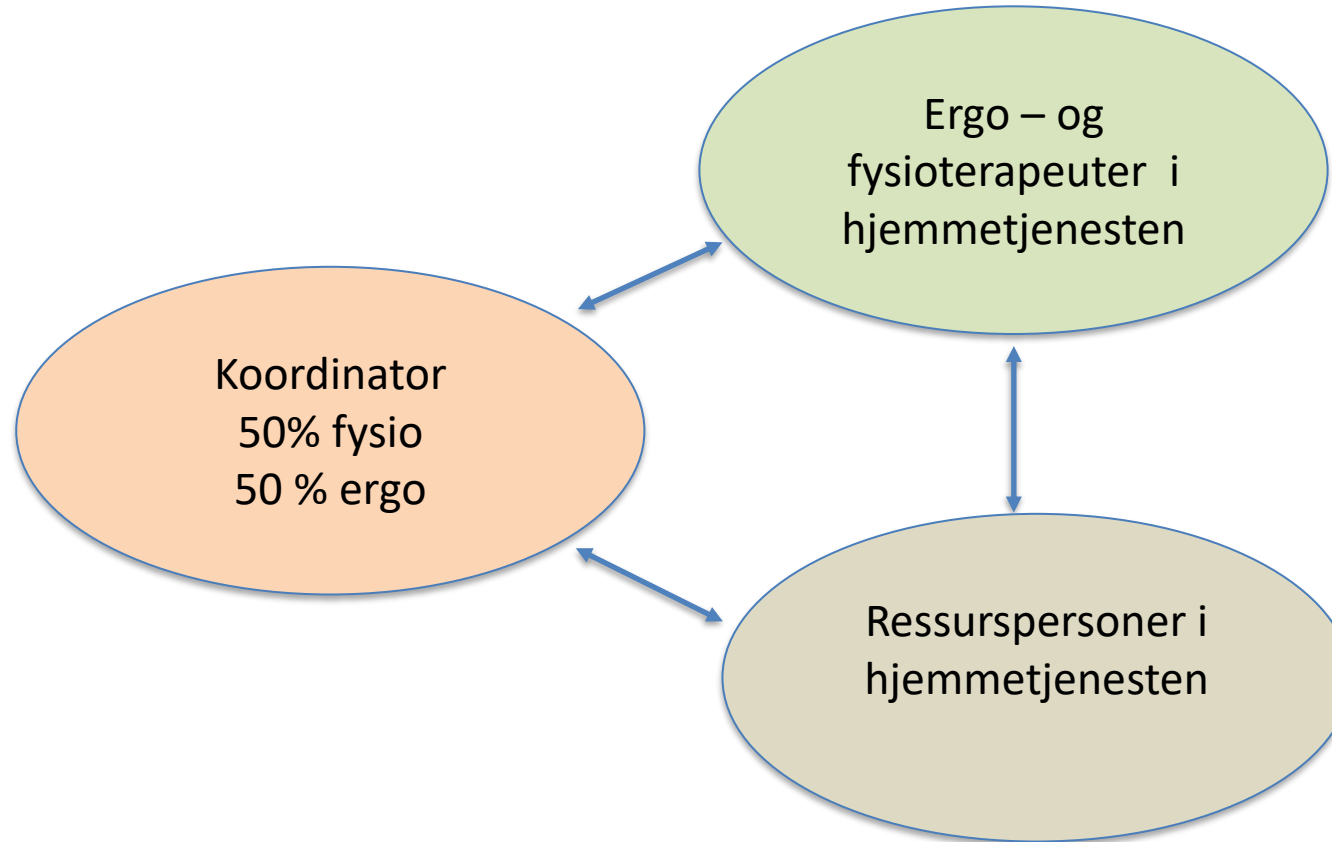 Ergo – og
fysioterapeuter i
hjemmetjenesten
Koordinator
50% fysio
50 % ergo
Ressurspersoner i
hjemmetjenesten